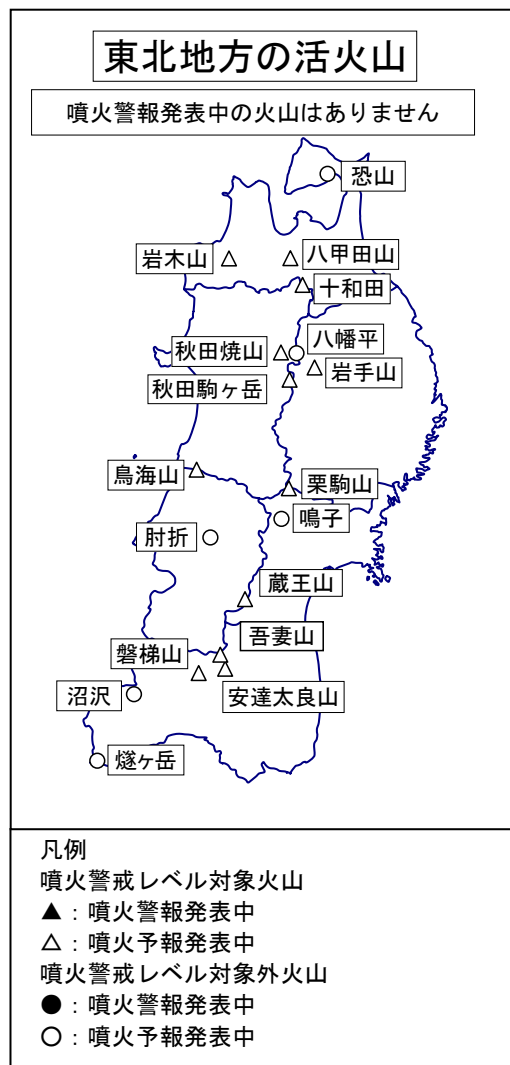 東北地方の活火山
噴火警報発表中の火山はありません
恐山
岩木山
八甲田山
十和田
八幡平
秋田焼山
岩手山
秋田駒ヶ岳
鳥海山
栗駒山
鳴子
肘折
蔵王山
吾妻山
磐梯山
安達太良山
沼沢
燧ヶ岳
凡例
噴火警戒レベル対象火山
▲：噴火警報発表中
△：噴火予報発表中
噴火警戒レベル対象外火山
●：噴火警報発表中
○：噴火予報発表中